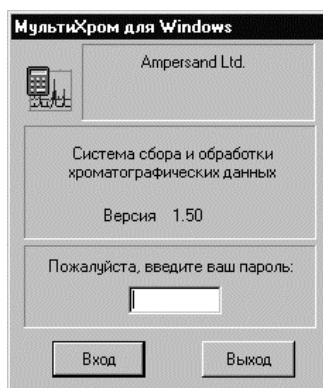 МультиХром для Windows
Ampersand Ltd.
Система сбора и обработки
хроматографических данных
Версия 1.50
Пожалуйста, введите ваш пароль:
Вход
Выход